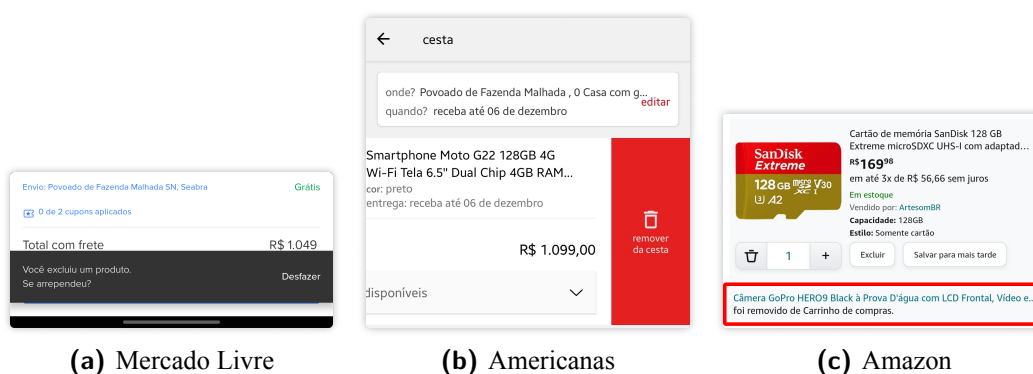 Envio: Povoado de Fazenda Malhada SN, Seabra Grátis
0 de 2 cupons aplicados
Total com frete R$ 1.049
Você excluiu um produto.
Se arrependeu? Desfazer
(a) Mercado Livre
cesta
onde? Povoado de Fazenda Malhada , 0 Casa com g...
editar
quando? receba até 06 de dezembro
Smartphone Moto G22 128GB 4G
Wi-Fi Tela 6.5" Dual Chip 4GB RAM...
cor: preto
entrega: receba até 06 de dezembro
R$ 1.099,00
remover
da cesta
disponíveis
(b) Americanas
SanDisk
Extreme
128 GB micro SDXC I V30
U3 A2
Cartão de memória SanDisk 128 GB
Extreme microSDXC UHS-I com adaptad...
R$169⁹⁸
em até 3x de R$ 56,66 sem juros
Em estoque
Vendido por: ArtesomBR
Capacidade: 128GB
Estilo: Somente cartão
1 + Excluir Salvar para mais tarde
Câmera GoPro HERO9 Black à Prova D'água com LCD Frontal, Vídeo e...
foi removido de Carrinho de compras.
(c) Amazon